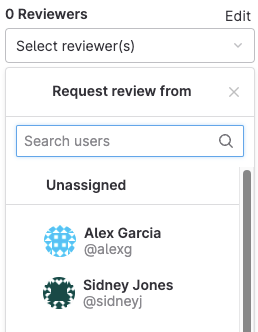 0 Reviewers Edit
Select reviewer(s)
Request review from
Search users
Unassigned
Alex Garcia
@alexg
Sidney Jones
@sidneyj